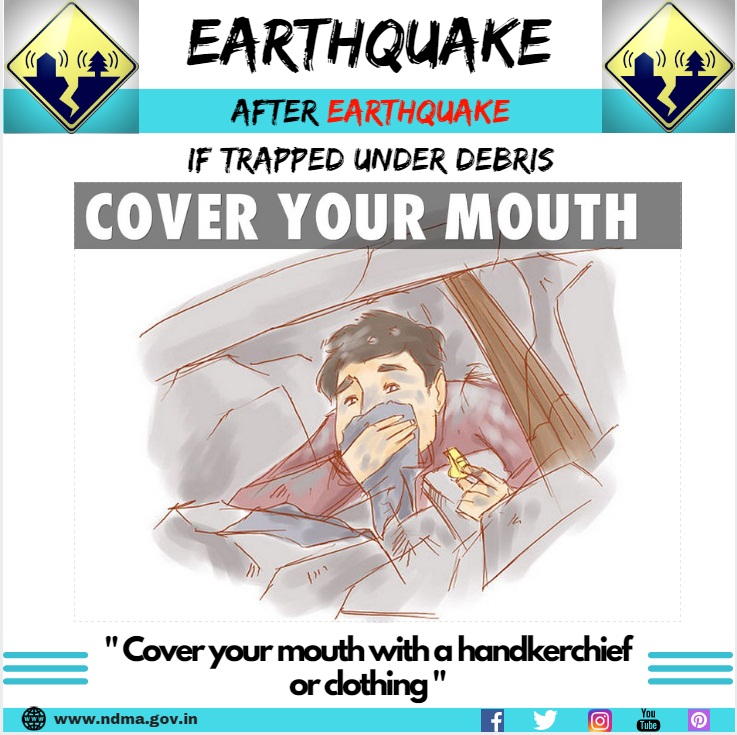 EARTHQUAKE
AFTER EARTHQUAKE
IF TRAPPED UNDER DEBRIS
COVER YOUR MOUTH
" Cover your mouth with a handkerchief
or clothing "
www.ndma.gov.in
You
Tube